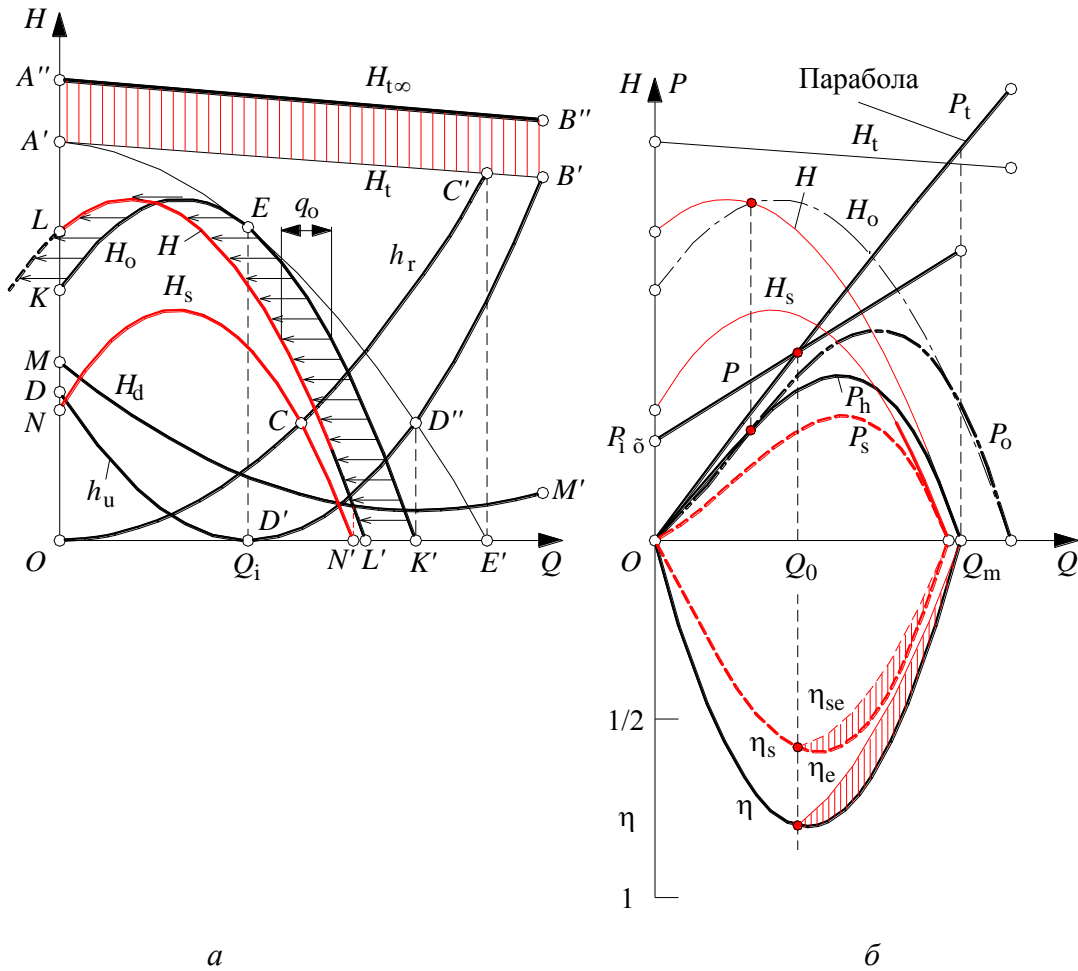 H
A''
H_t∞
B''
A'
H_t
C'
B'
L
E
q_o
H_o
H
h_r
K
H_s
M
H_d
D
N
C
D''
h_u
D'
M'
O
Q_i
N'
L'
K'
E'
Q
а
H P
Парабола
P_t
H_t
H
H_o
H_s
P
P_h
P_i õ
P_s
P_o
O
Q_0
Q_m
Q
η_se
1/2
η_s
η_e
η
η
1
б